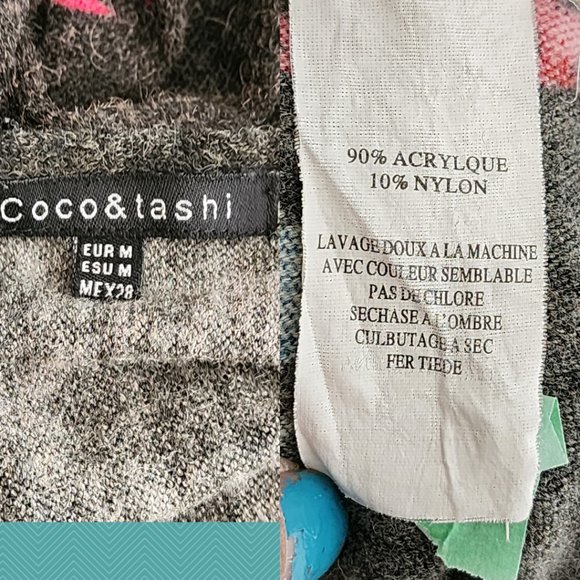 Coco&tashi
EUR M
ESU M
MEX28
90% ACRYLQUE
10% NYLON
LAVAGE DOUX A LA MACHINE
AVEC COULEUR SEMBLABLE
PAS DE CHLORE
SECHASE A L'OMBRE
CULBUTAGE A SEC
FER TIEDE